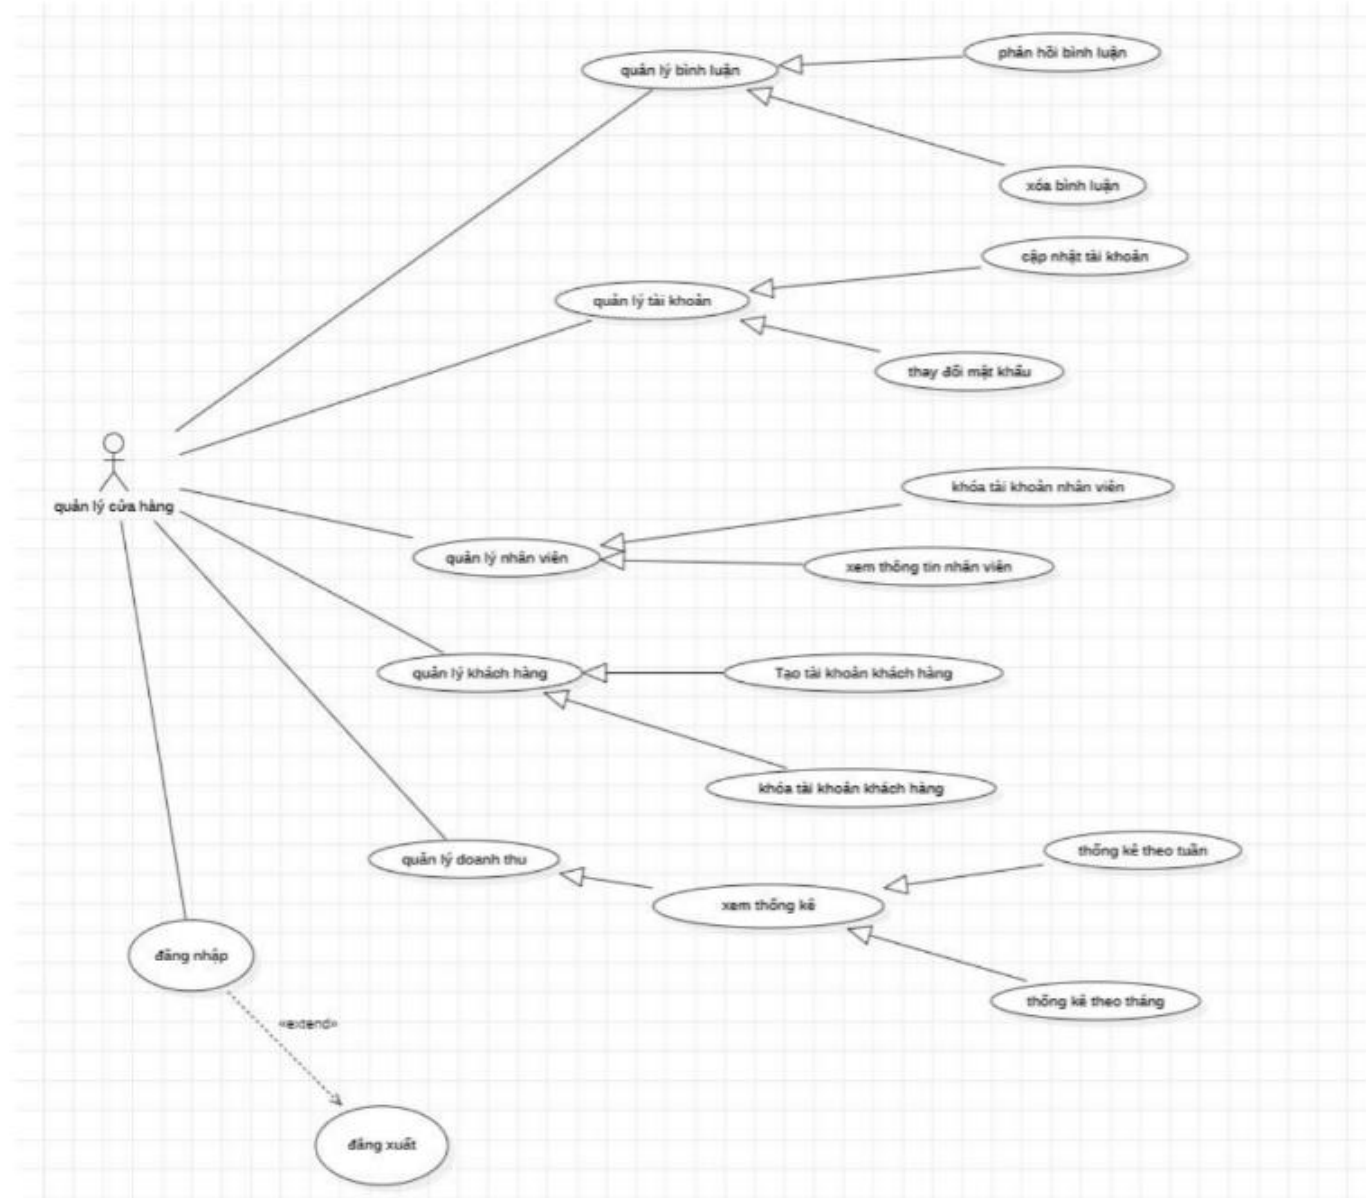 phản hồi bình luận
quản lý bình luận
xóa bình luận
cập nhật tài khoản
quản lý tài khoản
thay đổi mật khẩu
quản lý cửa hàng
khóa tài khoản nhân viên
quản lý nhân viên
xem thông tin nhân viên
quản lý khách hàng
Tạo tài khoản khách hàng
khóa tài khoản khách hàng
quản lý doanh thu
thống kê theo tuần
xem thống kê
đăng nhập
thống kê theo tháng
«extend»
đăng xuất